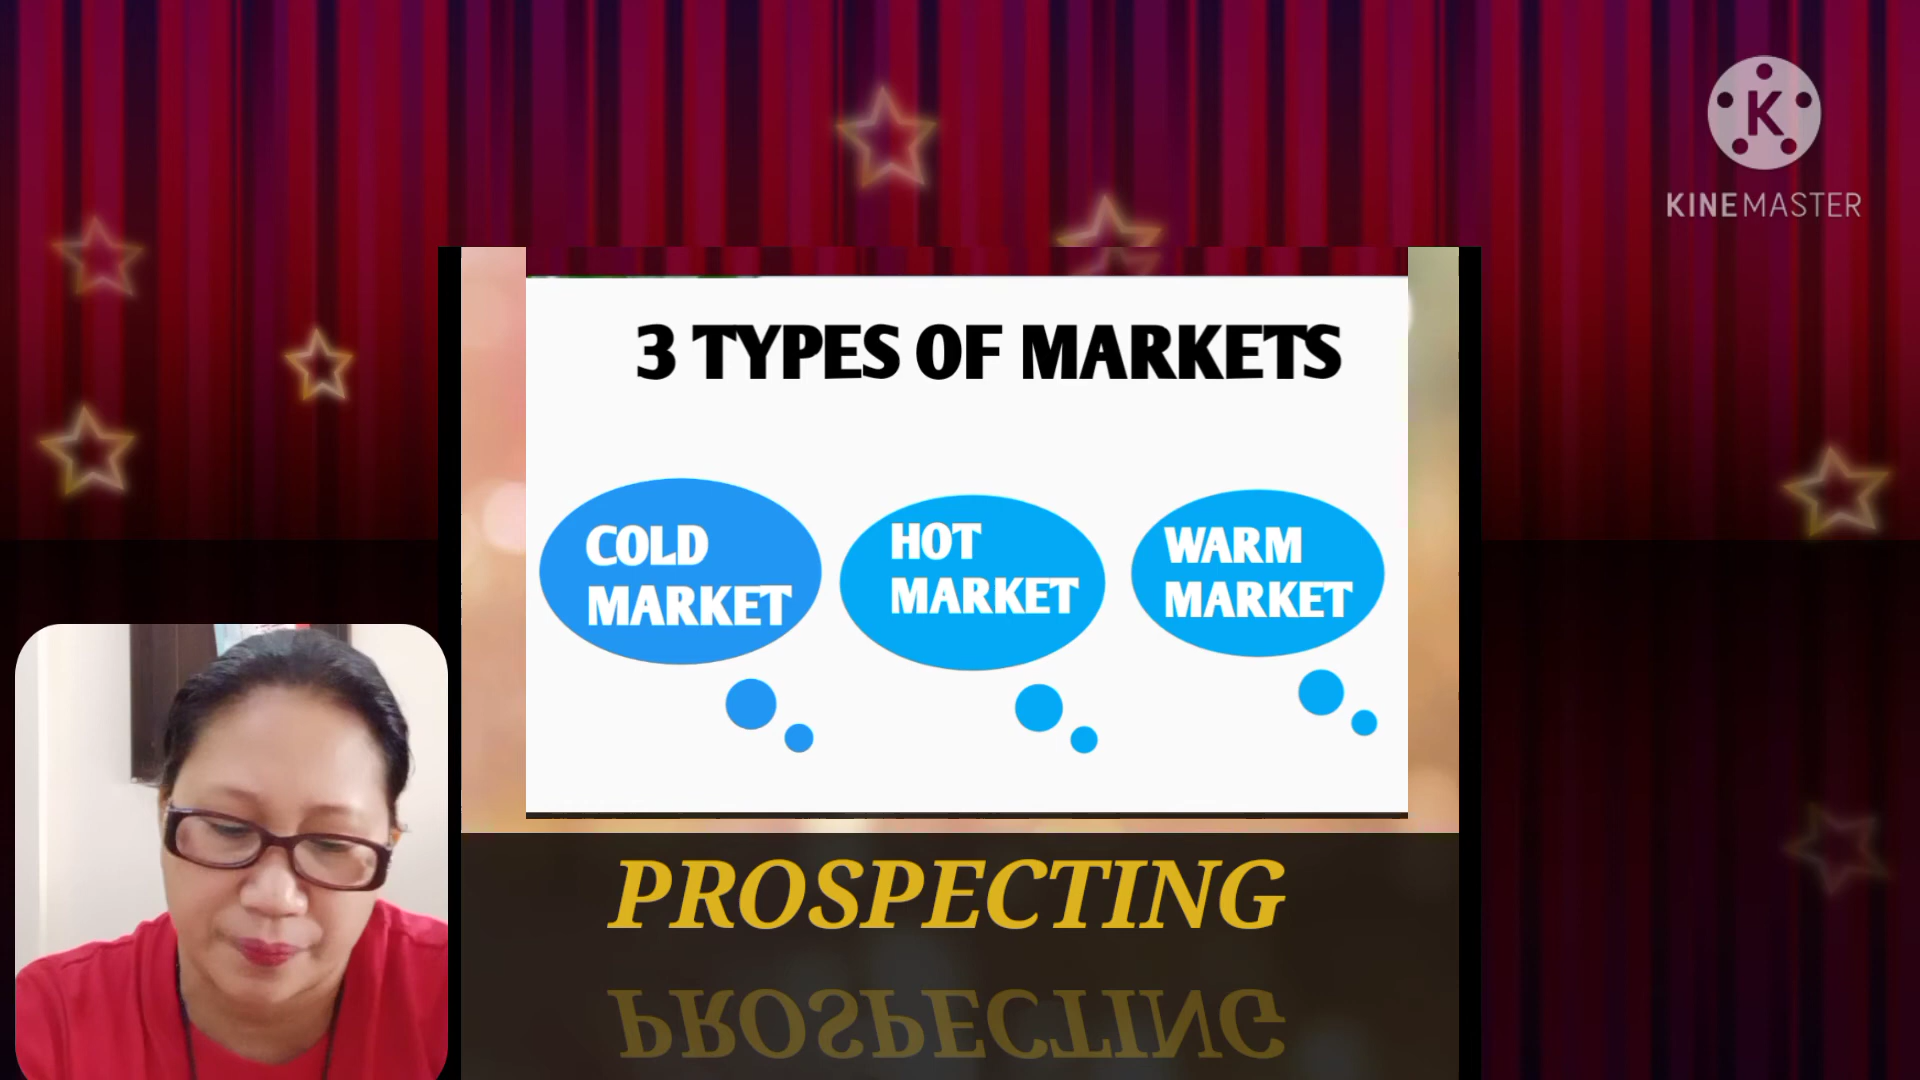 K
KINEMASTER
3 TYPES OF MARKETS
COLD
MARKET
HOT
MARKET
WARM
MARKET
PROSPECTING
PROSPECTING